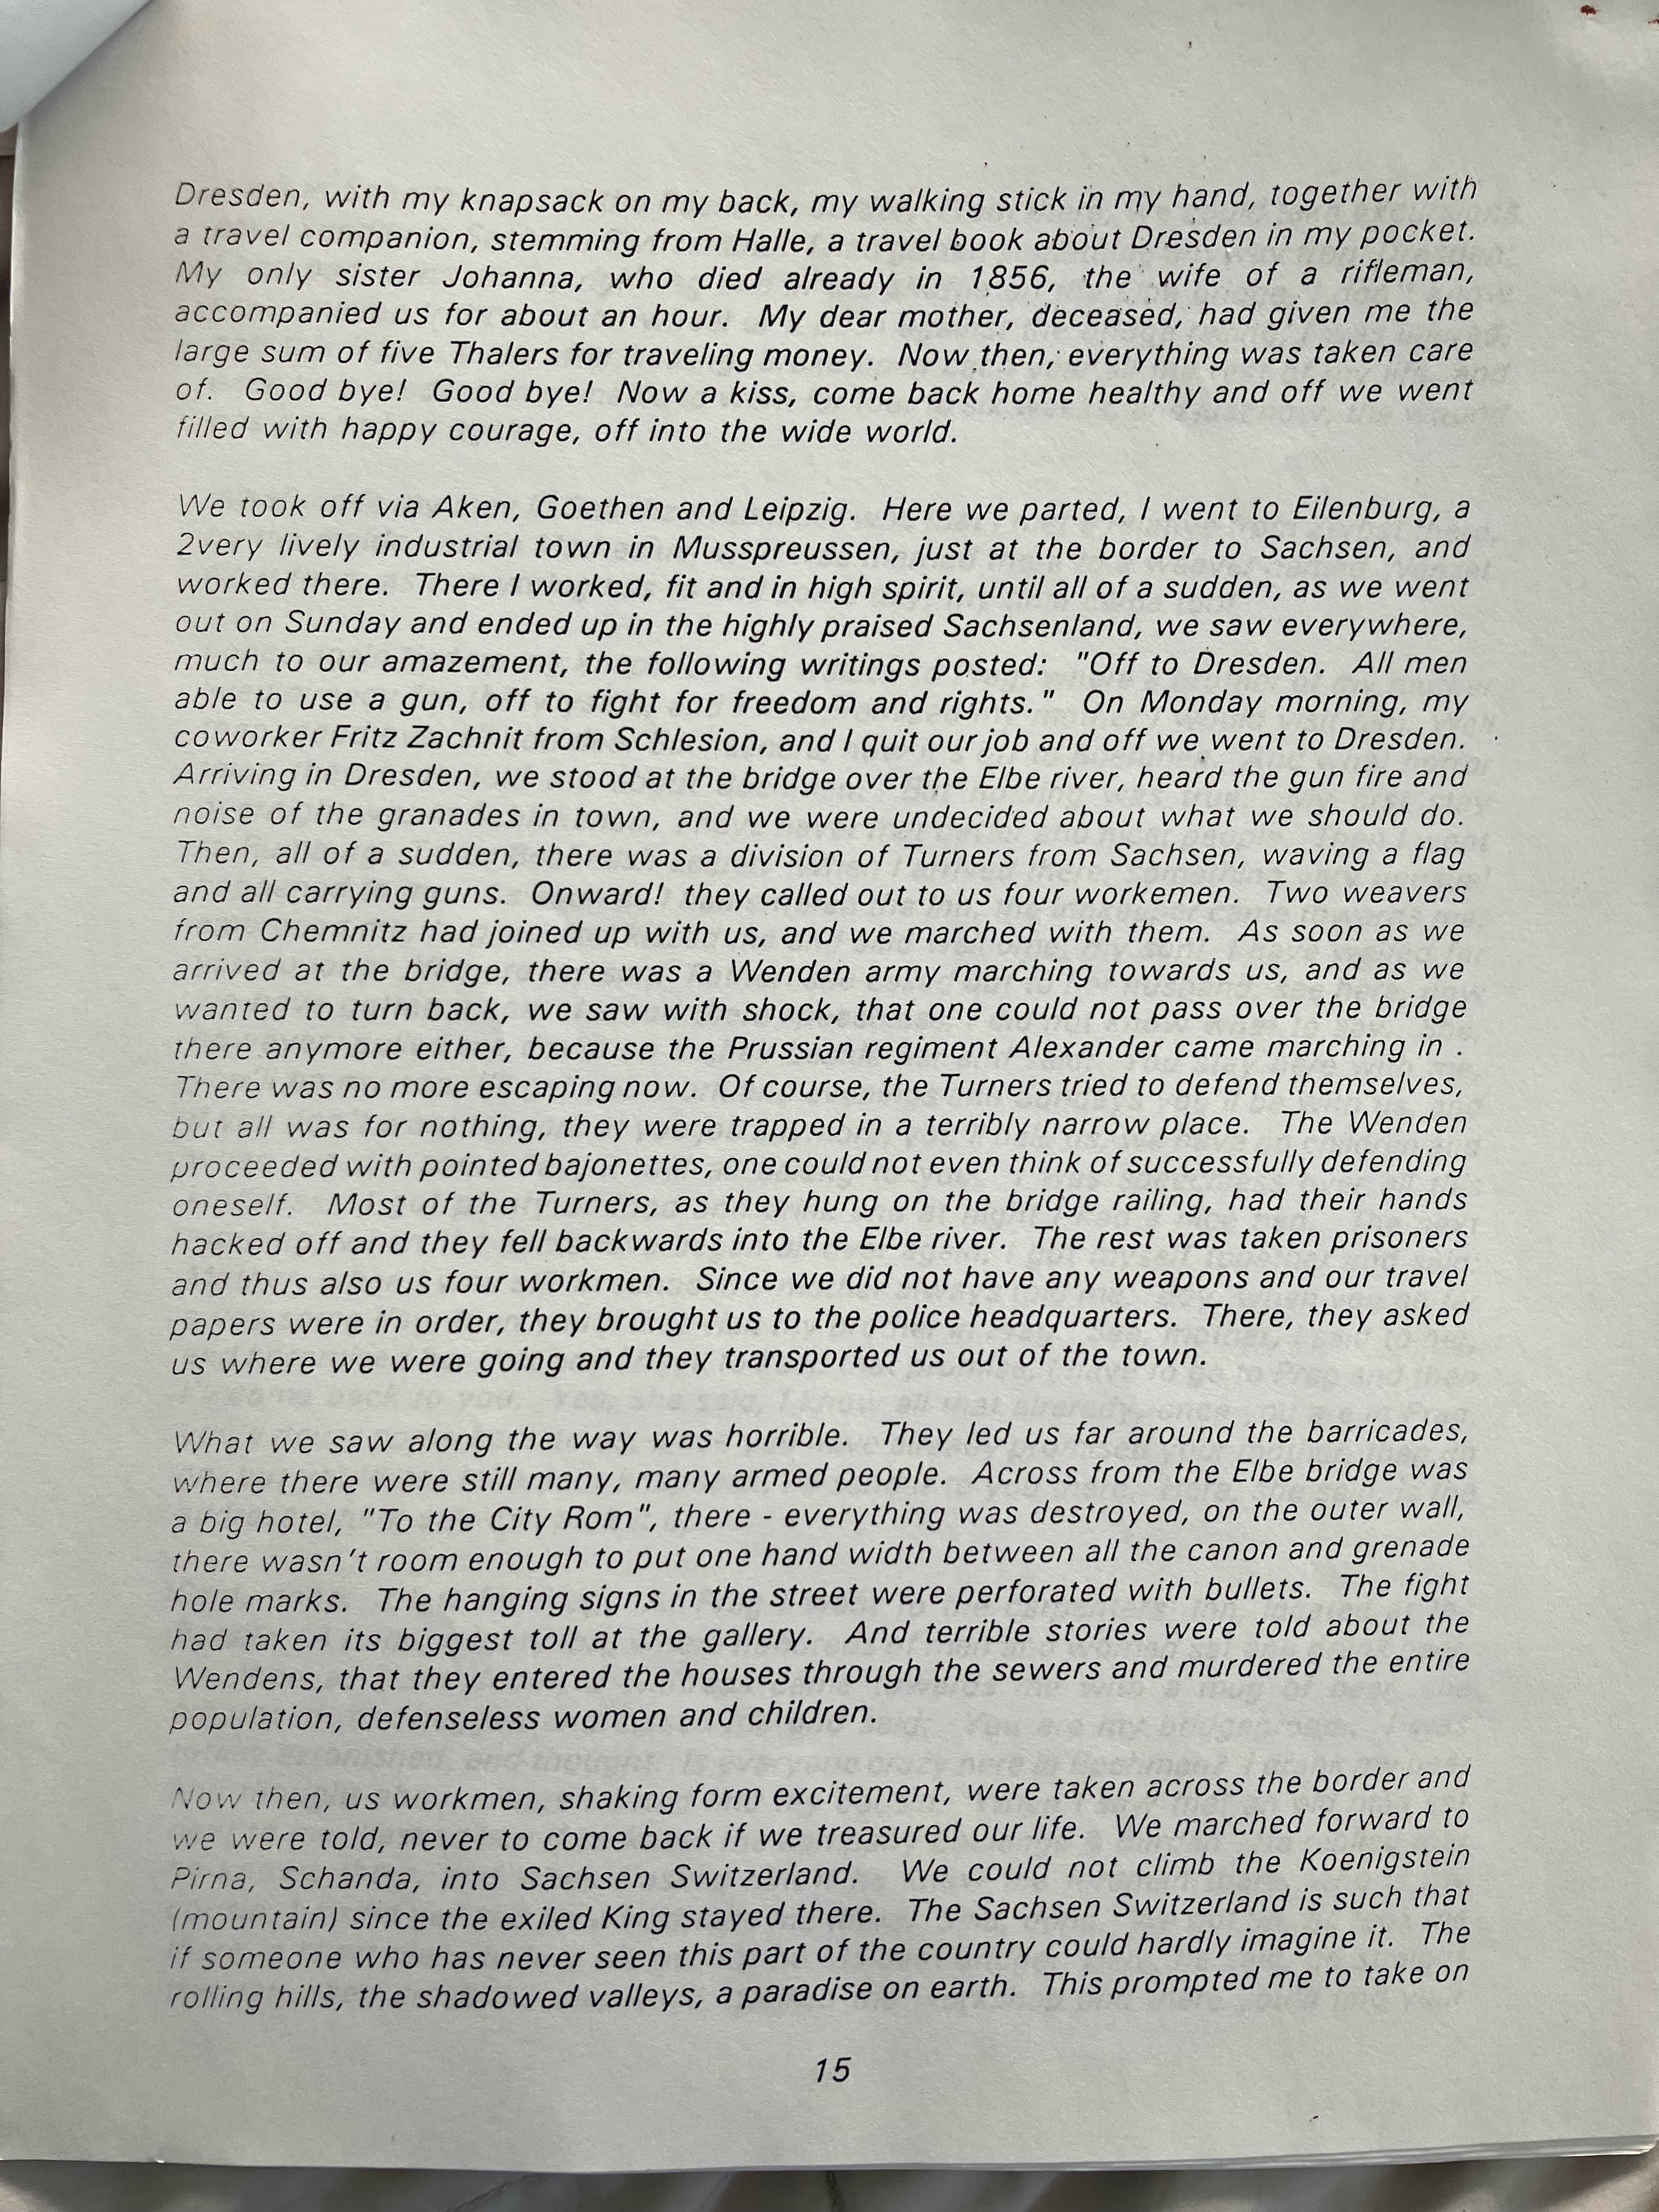 Dresden, with my knapsack on my back, my walking stick in my hand, together with
a travel companion, stemming from Halle, a travel book about Dresden in my pocket.
My only sister Johanna, who died already in 1856, the wife of a rifleman,
accompanied us for about an hour. My dear mother, deceased, had given me the
large sum of five Thalers for traveling money. Now then, everything was taken care
of. Good bye! Good bye! Now a kiss, come back home healthy and off we went
filled with happy courage, off into the wide world.
We took off via Aken, Goethen and Leipzig. Here we parted, I went to Eilenburg, a
2very lively industrial town in Musspreussen, just at the border to Sachsen, and
worked there. There I worked, fit and in high spirit, until all of a sudden, as we went
out on Sunday and ended up in the highly praised Sachsenland, we saw everywhere,
much to our amazement, the following writings posted: "Off to Dresden. All men
able to use a gun, off to fight for freedom and rights." On Monday morning, my
coworker Fritz Zachnit from Schlesion, and I quit our job and off we went to Dresden.
Arriving in Dresden, we stood at the bridge over the Elbe river, heard the gun fire and
noise of the granades in town, and we were undecided about what we should do.
Then, all of a sudden, there was a division of Turners from Sachsen, waving a flag
and all carrying guns. Onward! they called out to us four workemen. Two weavers
from Chemnitz had joined up with us, and we marched with them. As soon as we
arrived at the bridge, there was a Wenden army marching towards us, and as we
wanted to turn back, we saw with shock, that one could not pass over the bridge
there anymore either, because the Prussian regiment Alexander came marching in .
There was no more escaping now. Of course, the Turners tried to defend themselves,
but all was for nothing, they were trapped in a terribly narrow place. The Wenden
proceeded with pointed bajonettes, one could not even think of successfully defending
oneself. Most of the Turners, as they hung on the bridge railing, had their hands
hacked off and they fell backwards into the Elbe river. The rest was taken prisoners
and thus also us four workmen. Since we did not have any weapons and our travel
papers were in order, they brought us to the police headquarters. There, they asked
us where we were going and they transported us out of the town.
What we saw along the way was horrible. They led us far around the barricades,
where there were still many, many armed people. Across from the Elbe bridge was
a big hotel, "To the City Rom", there - everything was destroyed, on the outer wall,
there wasn't room enough to put one hand width between all the canon and grenade
hole marks. The hanging signs in the street were perforated with bullets. The fight
had taken its biggest toll at the gallery. And terrible stories were told about the
Wendens, that they entered the houses through the sewers and murdered the entire
population, defenseless women and children.
Now then, us workmen, shaking form excitement, were taken across the border and
we were told, never to come back if we treasured our life. We marched forward to
Pirna, Schanda, into Sachsen Switzerland. We could not climb the Koenigstein
(mountain) since the exiled King stayed there. The Sachsen Switzerland is such that
if someone who has never seen this part of the country could hardly imagine it. The
rolling hills, the shadowed valleys, a paradise on earth. This prompted me to take on
15